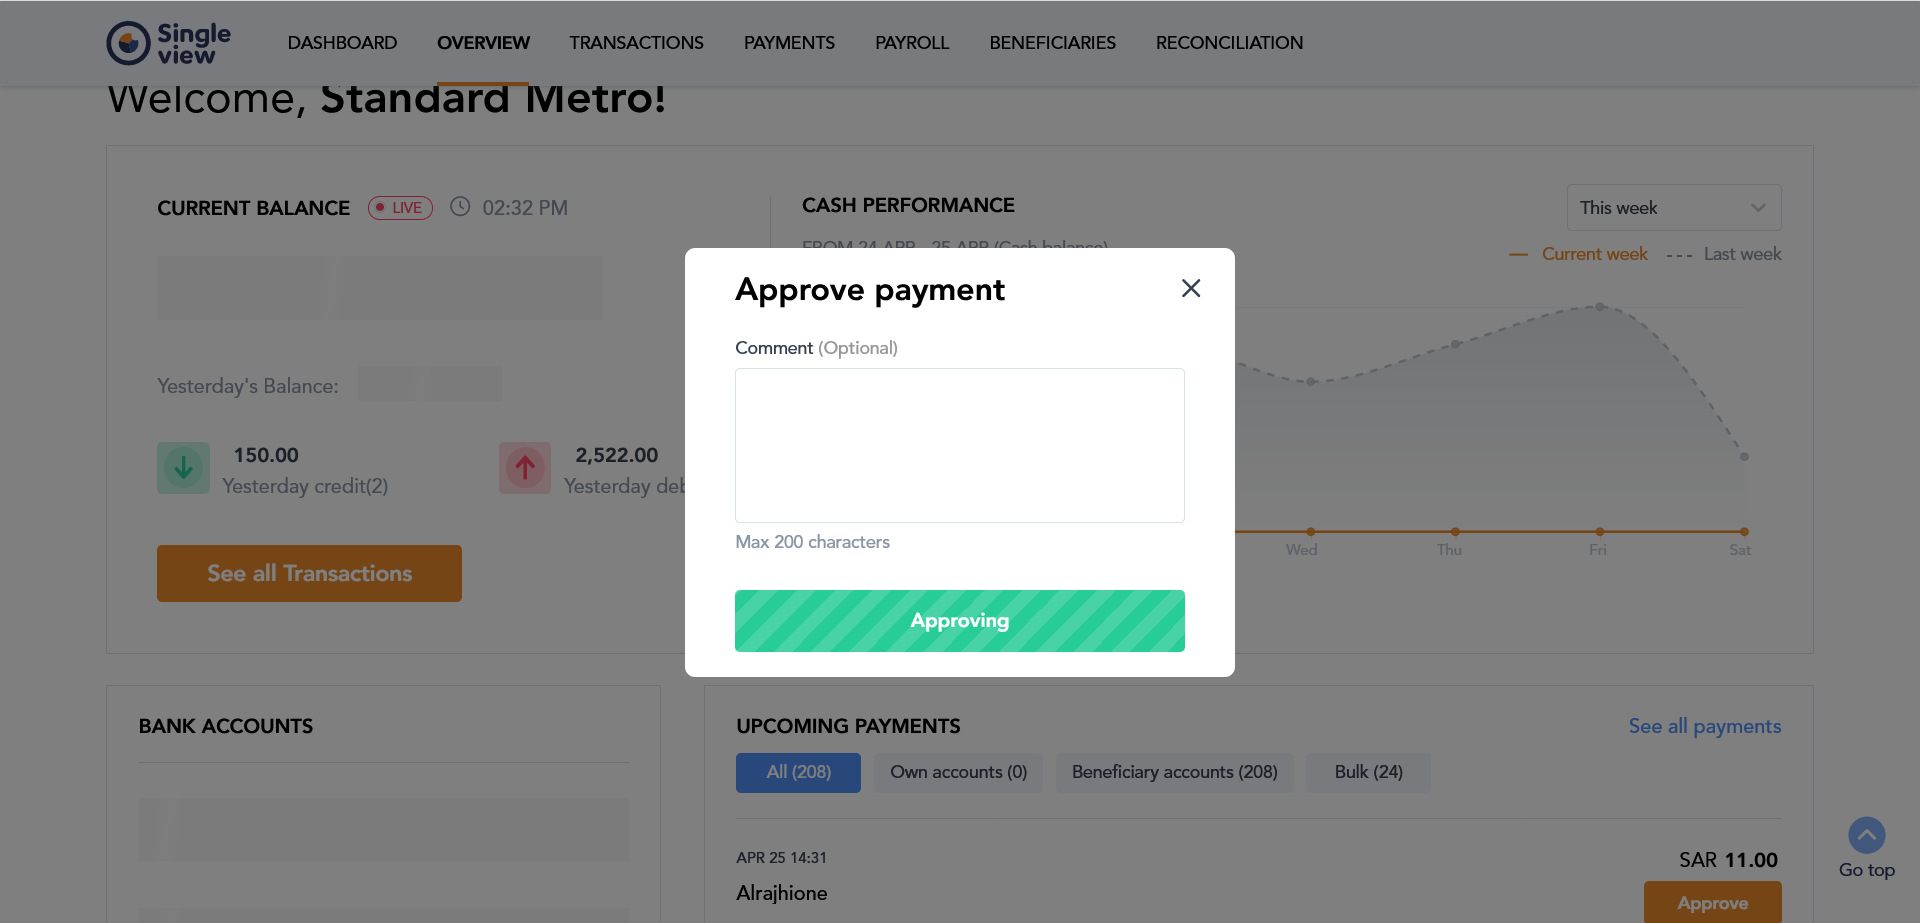 Single
view
DASHBOARD
OVERVIEW
TRANSACTIONS
PAYMENTS
PAYROLL
BENEFICIARIES
RECONCILIATION
Welcome, Standard Metro!
CURRENT BALANCE
LIVE
02:32 PM
Yesterday's Balance:
150.00
Yesterday credit(2)
2,522.00
Yesterday
See all Transactions
CASH PERFORMANCE
FROM 24 APR - 25 APR (Cash balance)
This week
Current week
Last week
Wed
Thu
Fri
Sat
Approve payment
Comment (Optional)
Max 200 characters
Approving
BANK ACCOUNTS
UPCOMING PAYMENTS
See all payments
All (208)
Own accounts (0)
Beneficiary accounts (208)
Bulk (24)
APR 25 14:31
SAR 11.00
Alrajhione
Approve
Go top